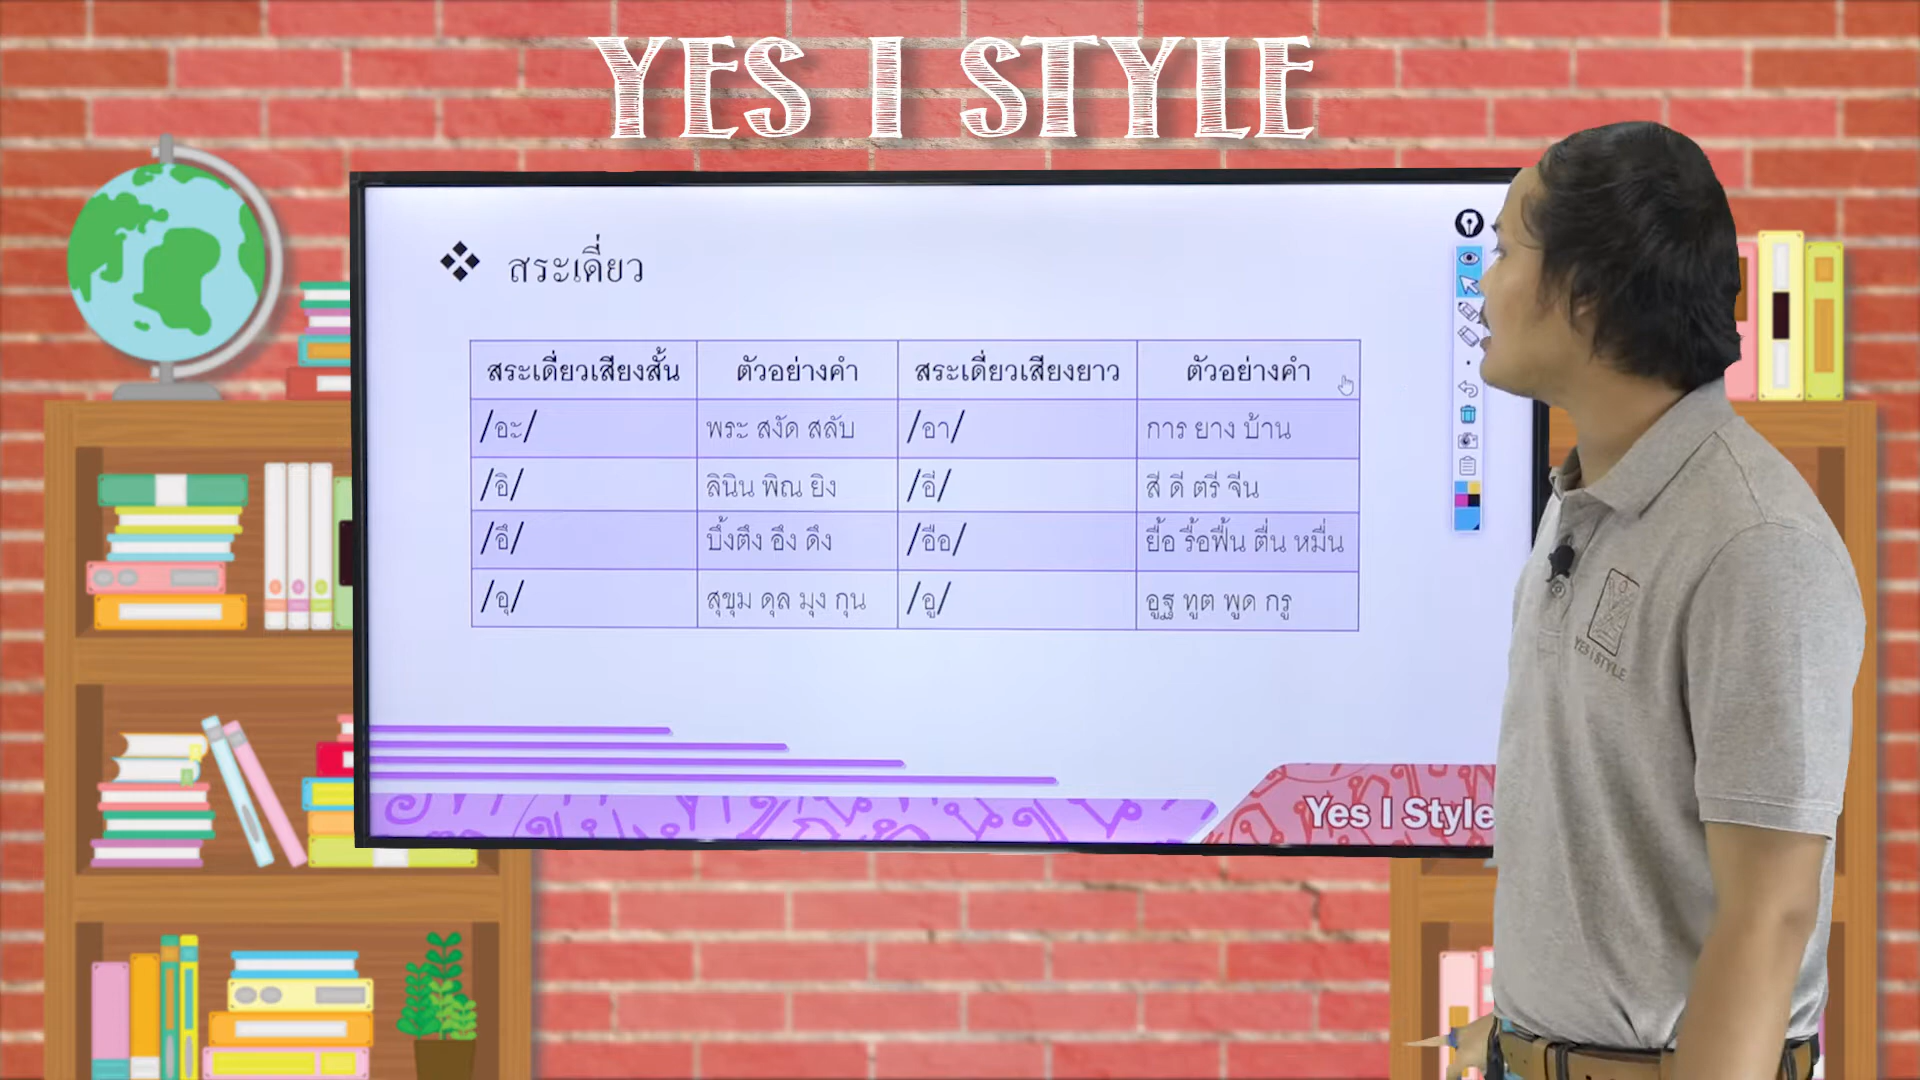 YES I STYLE
สระเดี่ยว
สระเดี่ยวเสียงสั้น ตัวอย่างคำ สระเดี่ยวเสียงยาว ตัวอย่างคำ
/อะ/ พระ สงัด สลับ /อา/ การ ยาง บ้าน
/อิ/ ลินิน พิณ ยิง /อี/ สี ดี ตรี จีน
/อึ/ บึ้งตึง อึง ดึง /อือ/ ยื้อ รื้อฟื้น ตื่น หมื่น
/อุ/ สุขุม ดุล มุง กุน /อู/ อูฐ ทูต พูด กรู
Yes I Style
YES I STYLE